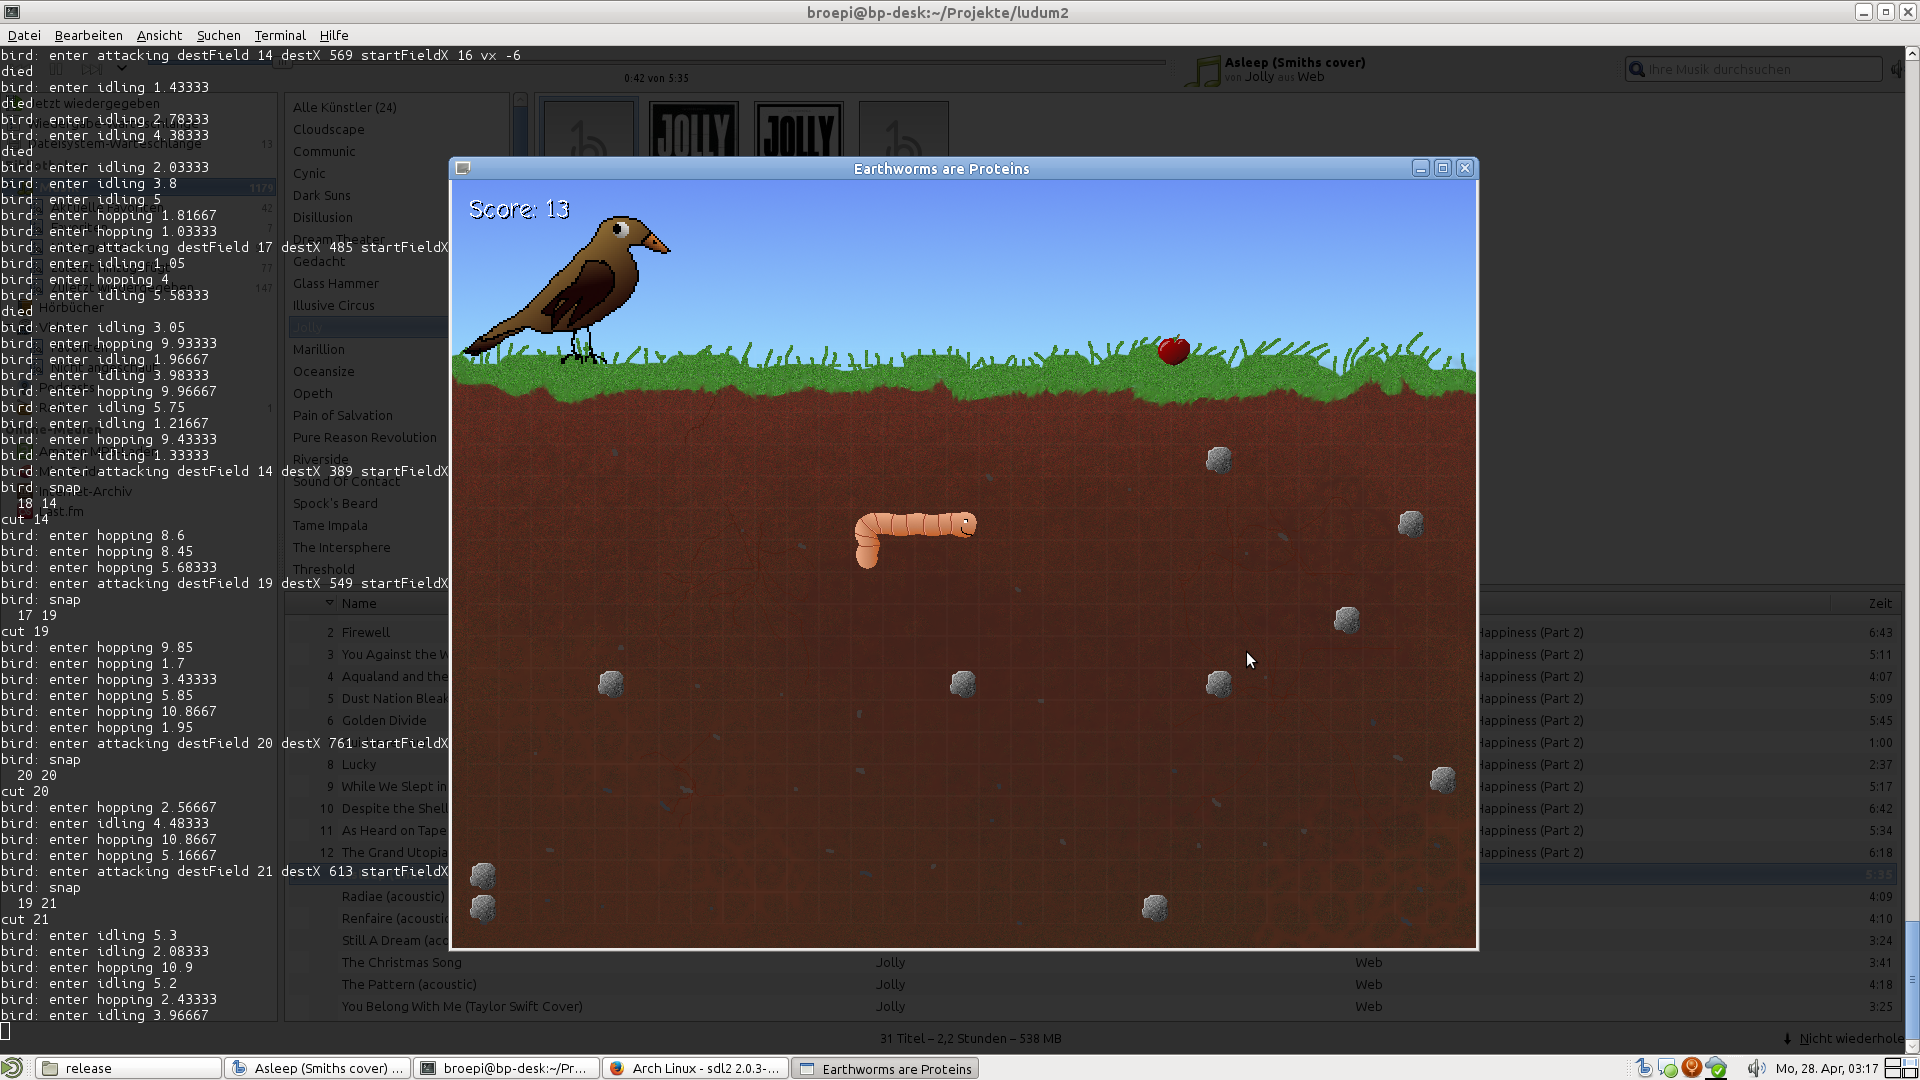 broepi@bp-desk:~/Projekte/ludum2
Datei Bearbeiten Ansicht Suchen Terminal Hilfe
bird: enter attacking destField 14 destX 569 startFieldX 16 vx -6
died
bird: enter idling 1.43333
died
bird: enter idling 2.78333
bird: enter idling 4.38333
died
bird: enter idling 2.03333
bird: enter idling 3.8
bird: enter idling 5
bird: enter hopping 1.81667
bird: enter hopping 1.03333
bird: enter attacking destField 17 destX 485 startFieldX
bird: enter idling 1.05
bird: enter hopping 4
bird: enter idling 5.58333
died
bird: enter idling 3.05
bird: enter hopping 9.93333
bird: enter idling 1.96667
bird: enter idling 3.98333
bird: enter hopping 9.96667
bird: enter idling 5.75
bird: enter idling 1.21667
bird: enter hopping 9.43333
bird: enter idling 1.33333
bird: enter attacking destField 14 destX 389 startFieldX
bird: snap
18 14
cut 14
bird: enter hopping 8.6
bird: enter hopping 8.45
bird: enter hopping 5.68333
bird: enter attacking destField 19 destX 549 startFieldX
bird: snap
17 19
cut 19
bird: enter hopping 9.85
bird: enter hopping 1.7
bird: enter hopping 3.43333
bird: enter hopping 5.85
bird: enter hopping 10.8667
bird: enter hopping 1.95
bird: enter attacking destField 20 destX 761 startFieldX
bird: snap
20 20
cut 20
bird: enter hopping 2.56667
bird: enter idling 4.48333
bird: enter hopping 10.8667
bird: enter hopping 5.16667
bird: enter attacking destField 21 destX 613 startFieldX
bird: snap
19 21
cut 21
bird: enter idling 5.3
bird: enter idling 2.08333
bird: enter hopping 10.9
bird: enter idling 5.2
bird: enter hopping 2.43333
bird: enter idling 3.96667
0:42 von 5:35
Asleep (Smiths cover)
von Jolly aus Web
Ihre Musik durchsuchen
13
1179
42
7
77
147
1
Alle Künstler (24)
Cloudscape
Communic
Cynic
Dark Suns
Disillusion
Dream Theater
Gedacht
Glass Hammer
Illusive Circus
Jolly
Marillion
Oceansize
Opeth
Pain of Salvation
Pure Reason Revolution
Riverside
Sound Of Contact
Spock's Beard
Tame Impala
The Intersphere
Threshold
JOLLY
JOLLY
Earthworms are Proteins
Score: 13
Name
Zeit
2 Firewell
Happiness (Part 2) 6:43
3 You Against the W
Happiness (Part 2) 5:11
4 Aqualand and the
Happiness (Part 2) 4:07
5 Dust Nation Bleak
Happiness (Part 2) 5:09
6 Golden Divide
Happiness (Part 2) 5:45
Happiness (Part 2) 1:00
8 Lucky
Happiness (Part 2) 2:37
9 While We Slept in
Happiness (Part 2) 5:17
10 Despite the Shell
Happiness (Part 2) 6:42
11 As Heard on Tape
Happiness (Part 2) 5:34
12 The Grand Utopia
Happiness (Part 2) 6:18
5:35
Radiae (acoustic)
4:09
Renfaire (acoustic
4:10
Still A Dream (aco
3:24
The Christmas Song Jolly Web 3:41
The Pattern (acoustic) Jolly Web 4:18
You Belong With Me (Taylor Swift Cover) Jolly Web 3:25
31 Titel – 2,2 Stunden – 538 MB
Nicht wiederhole
release
Asleep (Smiths cover) ...
broepi@bp-desk:~/Pr...
Arch Linux - sdl2 2.0.3-...
Earthworms are Proteins
Mo, 28. Apr, 03:17